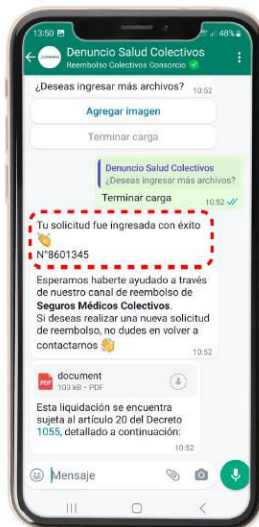 13:50 48%
Denuncio Salud Colectivos
Reembolso Colectivos Consorcio
¿Deseas ingresar más archivos?
10:52
Agregar imagen
Terminar carga
Denuncio Salud Colectivos
¿Deseas ingresar más archivos?
Terminar carga
10:52
Tu solicitud fue ingresada con éxito
👏
N°8601345
Esperamos haberte ayudado a través
de nuestro canal de reembolso de
Seguros Médicos Colectivos.
Si deseas realizar una nueva solicitud
de reembolso, no dudes en volver a
contactarnos 👏
10:52
PDF
document
103 kB • PDF
Esta liquidación se encuentra
sujeta al artículo 20 del Decreto
1055, detallado a continuación:
10:52
Mensaje